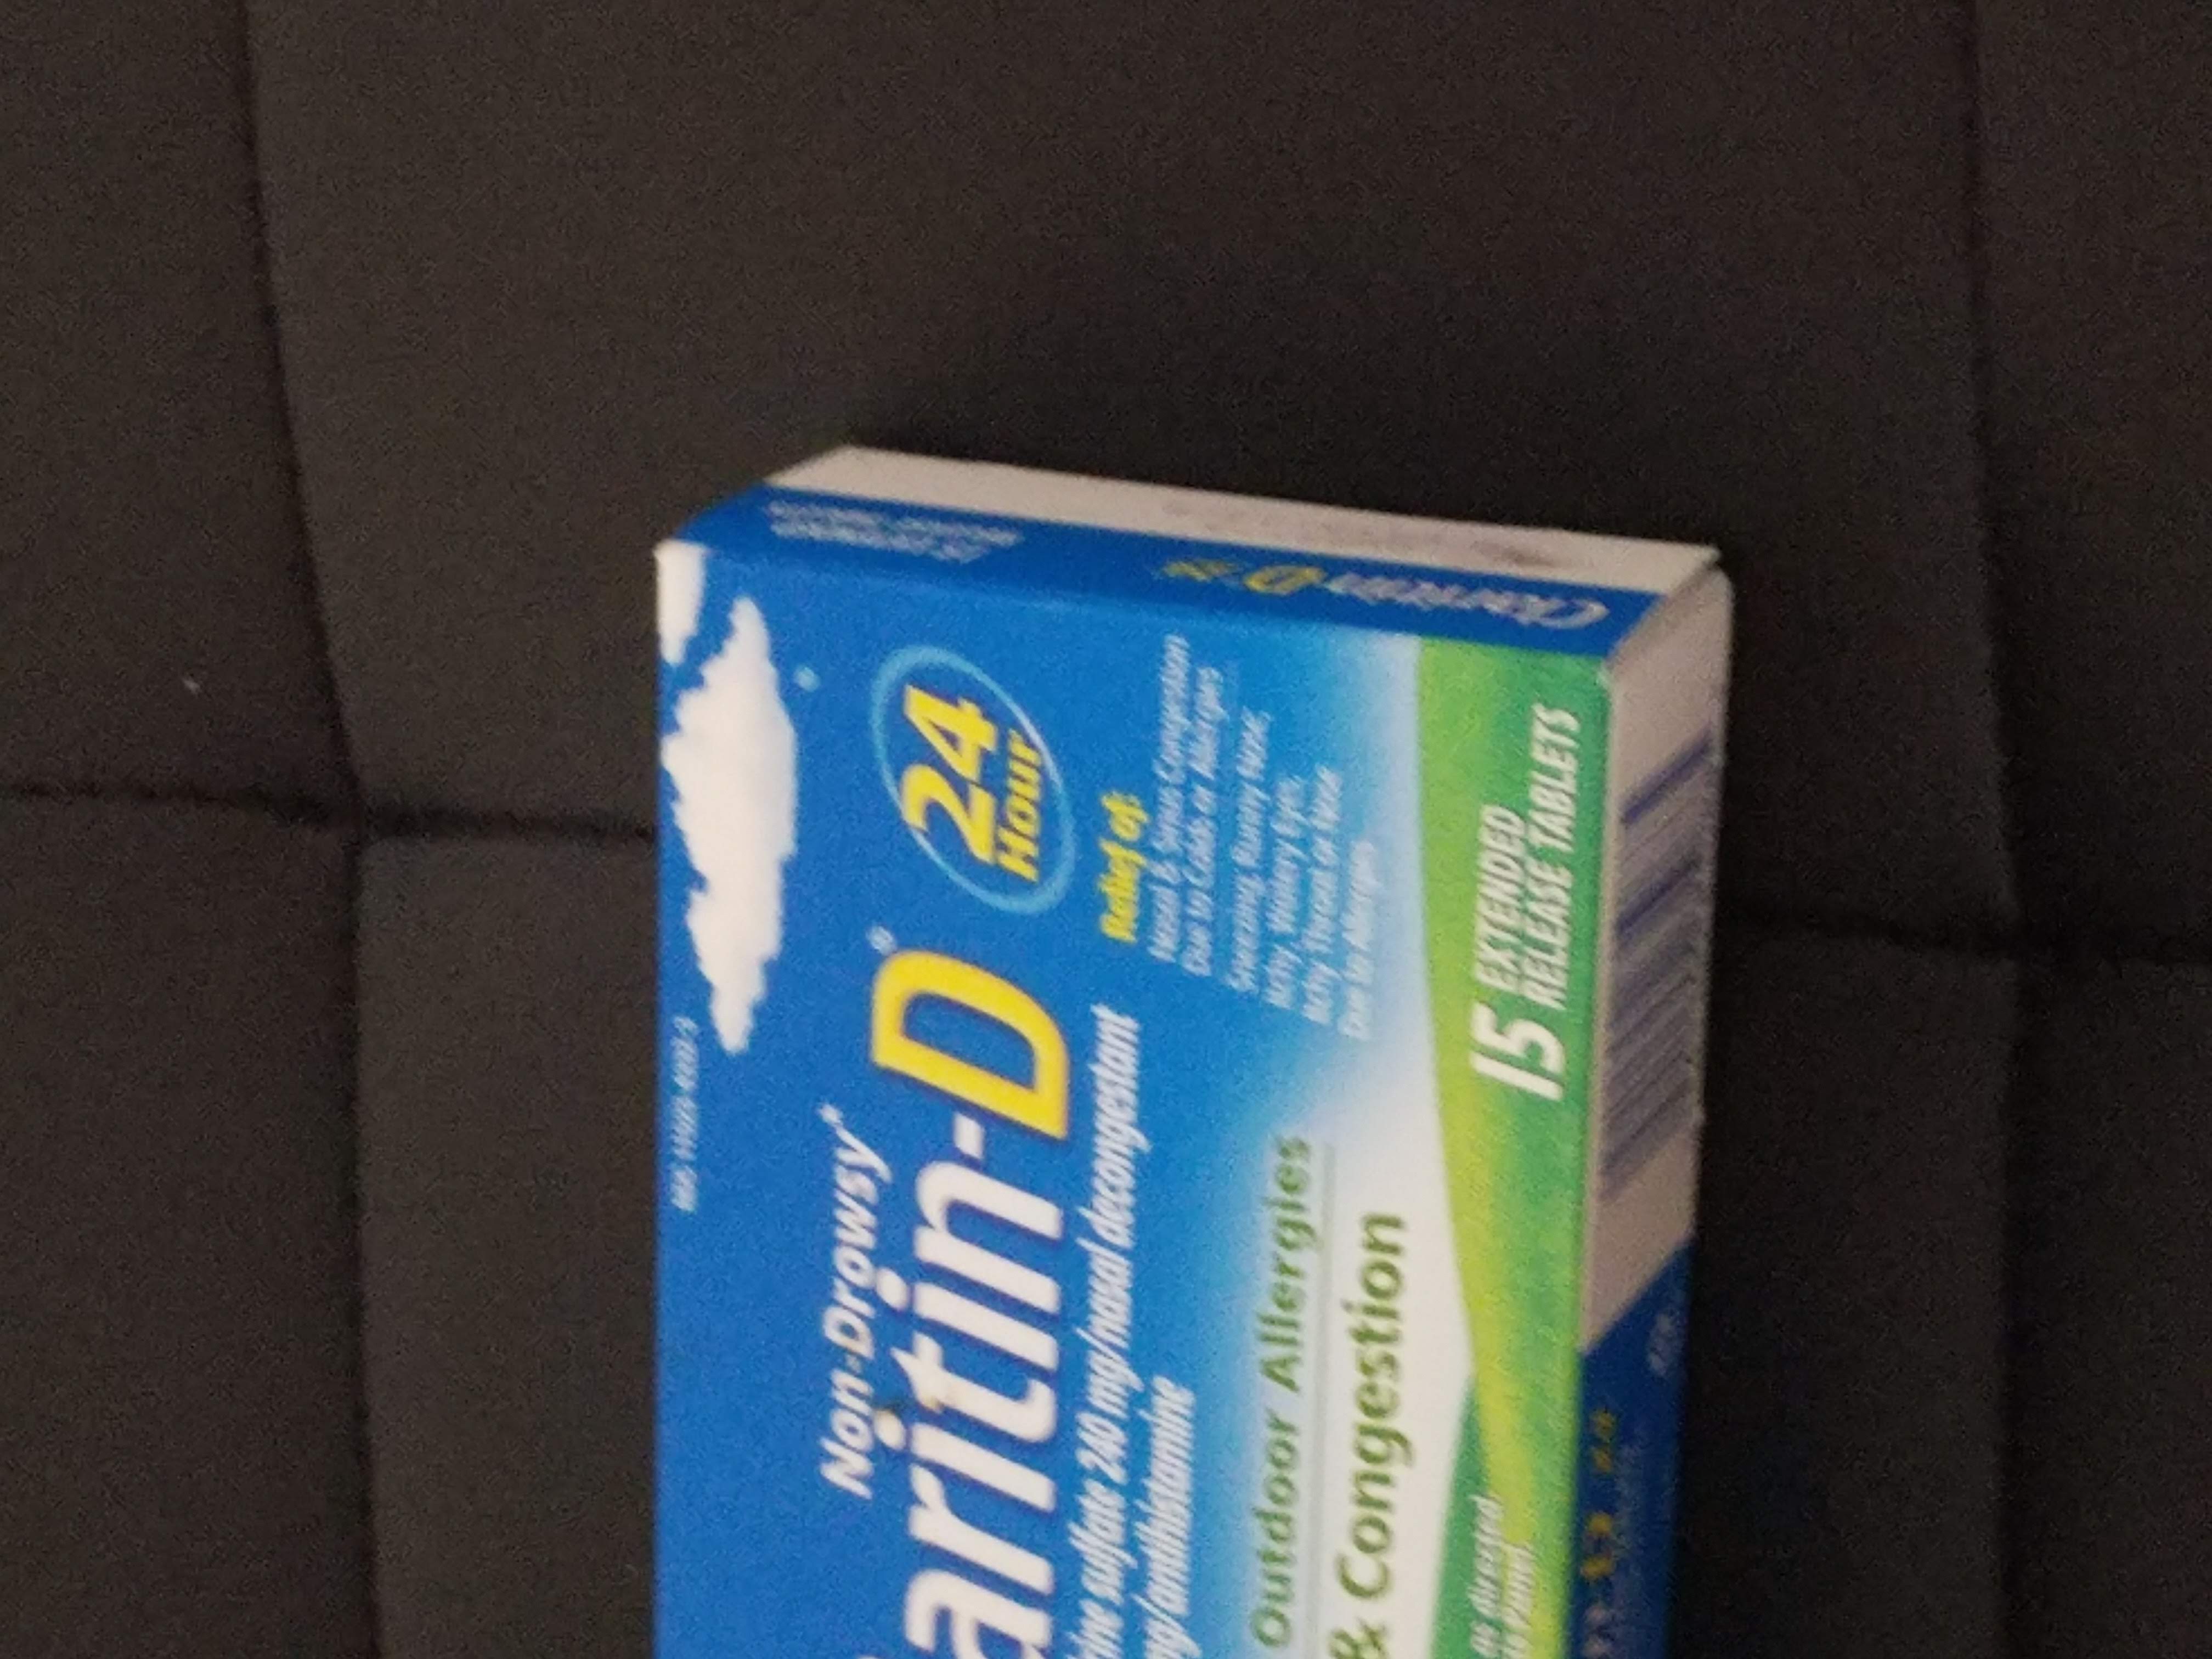 Non-Drowsy*
aritin-D®
24
Hour
rine sulfate 240 mg/nasal decongestant
mg/antihistamine
Relief of:
Nasal & Sinus Congestion
Due to Colds or Allergies
Sneezing, Runny Nose,
Itchy, Watery Eyes,
Itchy Throat or Nose
Due to Allergies
Outdoor Allergies
& Congestion
as directed
15 EXTENDED
RELEASE TABLETS
Claritin-D